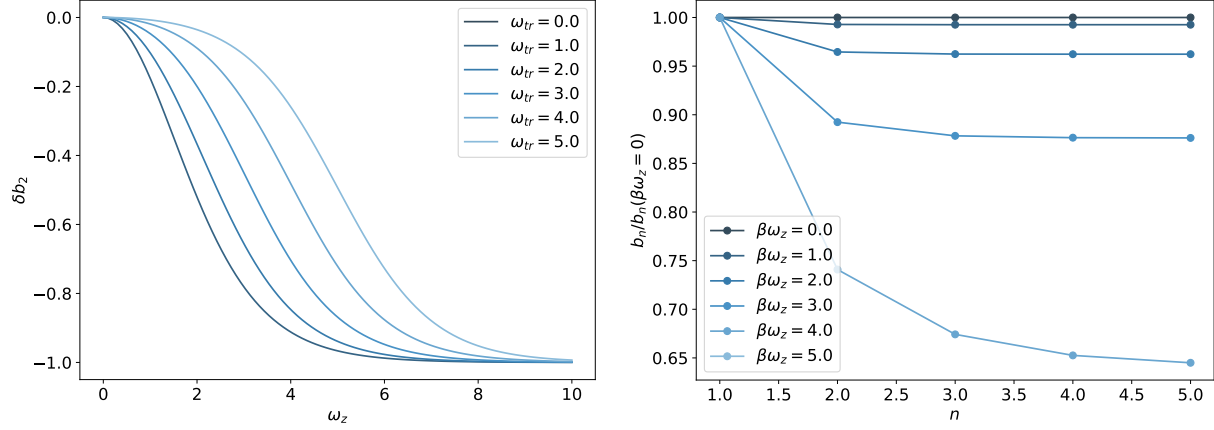 0.0
−0.2
−0.4
−0.6
−0.8
−1.0
δb₂
0
2
4
6
8
10
ω_z
ω_tr = 0.0
ω_tr = 1.0
ω_tr = 2.0
ω_tr = 3.0
ω_tr = 4.0
ω_tr = 5.0
1.00
0.95
0.90
0.85
0.80
0.75
0.70
0.65
b_n/b_n(βω_z = 0)
βω_z = 0.0
βω_z = 1.0
βω_z = 2.0
βω_z = 3.0
βω_z = 4.0
βω_z = 5.0
1.0
1.5
2.0
2.5
3.0
3.5
4.0
4.5
5.0
n